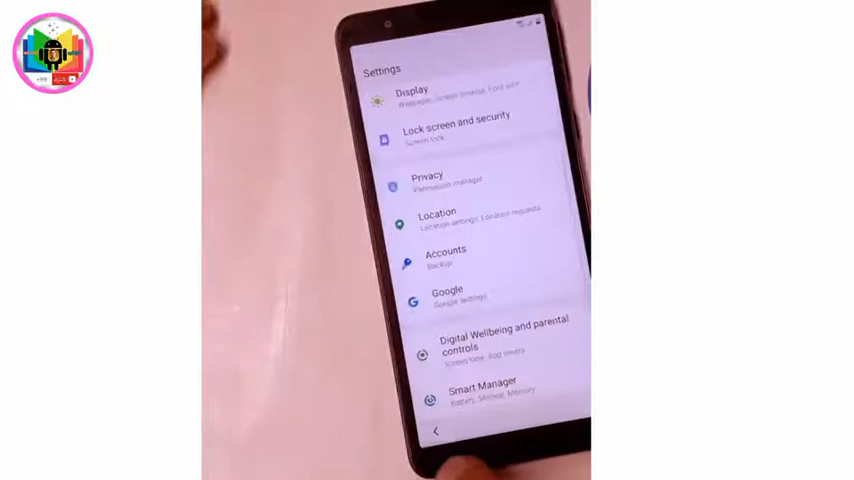 Settings
Display
Wallpaper, Screen timeout, Font size
Lock screen and security
Screen lock
Privacy
Permission manager
Location
Location settings, Location requests
Accounts
Backup
Google
Google settings
Digital Wellbeing and parental
controls
Screen time, App timers
Smart Manager
Battery, Storage, Memory